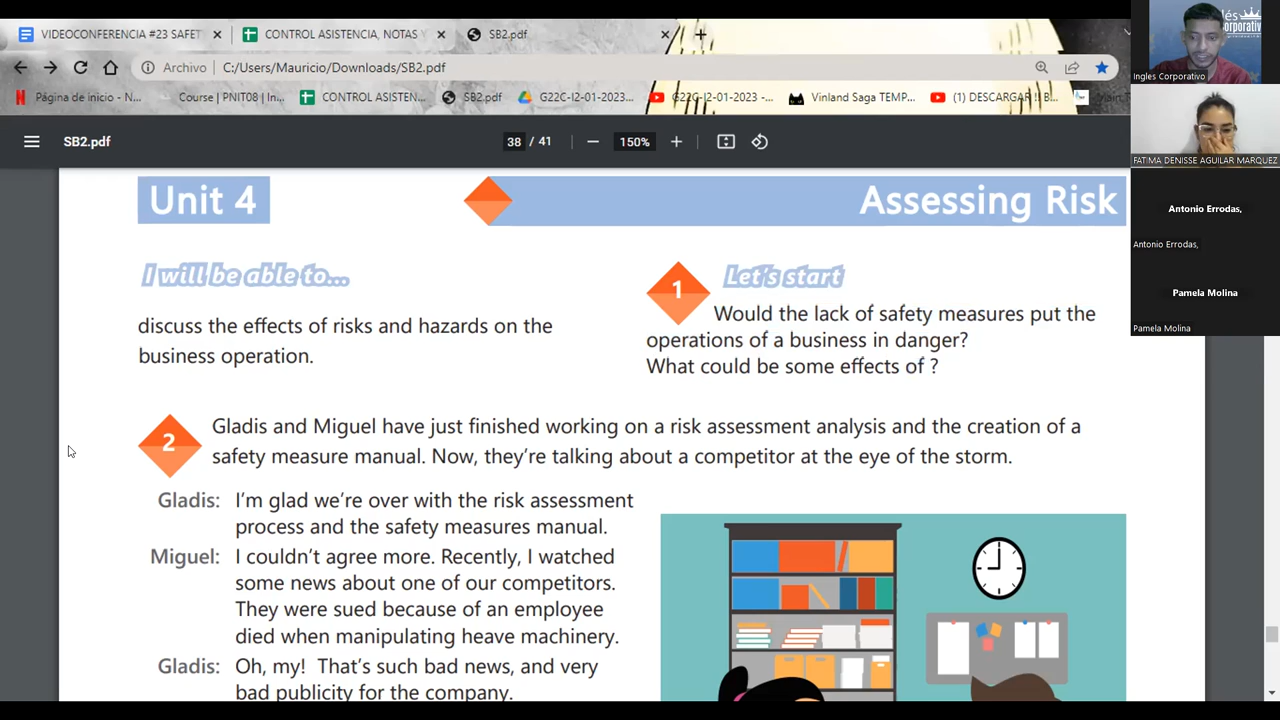 VIDEOCONFERENCIA #23 SAFET
CONTROL ASISTENCIA, NOTAS Y
SB2.pdf
Archivo
C:/Users/Mauricio/Downloads/SB2.pdf
Página de inicio - N...
Course | PNIT08 | In...
CONTROL ASISTEN...
SB2.pdf
G22C-I2-01-2023...
G22C-I2-01-2023 -...
Vinland Saga TEMP...
(1) DESCARGAR !! B...
SB2.pdf
38 / 41
150%
Unit 4
Assessing Risk
I will be able to...
discuss the effects of risks and hazards on the
business operation.
1
Let's start
Would the lack of safety measures put the
operations of a business in danger?
What could be some effects of ?
2
Gladis and Miguel have just finished working on a risk assessment analysis and the creation of a
safety measure manual. Now, they're talking about a competitor at the eye of the storm.
Gladis: I'm glad we're over with the risk assessment
process and the safety measures manual.
Miguel: I couldn't agree more. Recently, I watched
some news about one of our competitors.
They were sued because of an employee
died when manipulating heave machinery.
Gladis: Oh, my! That's such bad news, and very
bad publicity for the company.
Ingles Corporativo
FATIMA DENISSE AGUILAR MARQUEZ
Antonio Errodas,
Antonio Errodas,
Pamela Molina
Pamela Molina